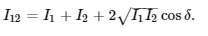 I₁₂ = I₁ + I₂ + 2√I₁I₂ cos δ.